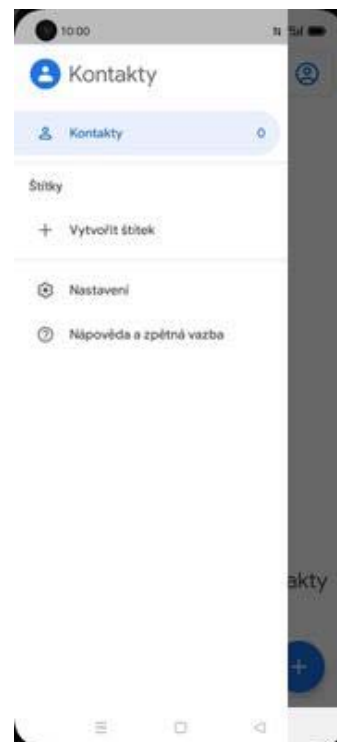 10:00
Kontakty
Kontakty 0
Štítky
Vytvořit štítek
Nastavení
Nápověda a zpětná vazba
akty